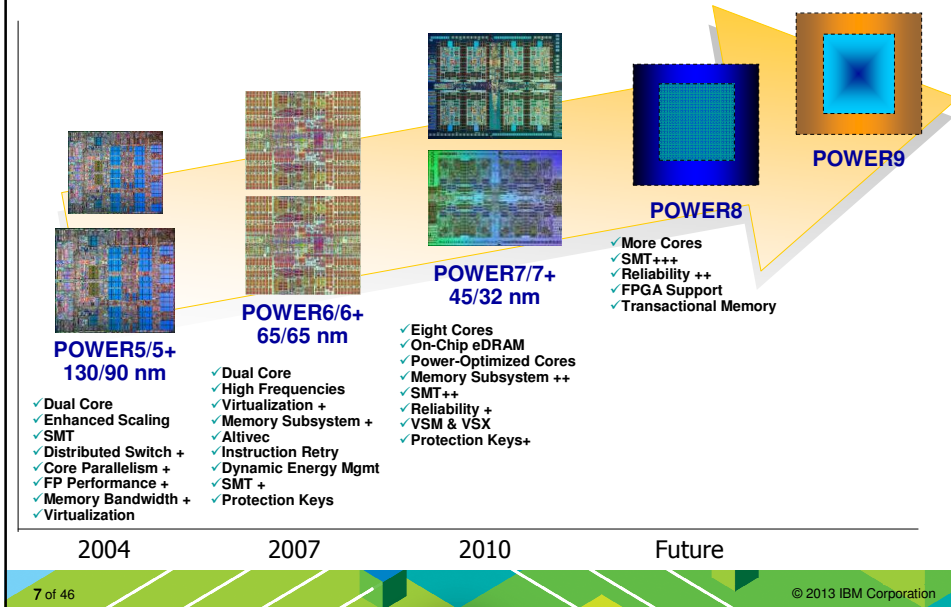 POWER5/5+
130/90 nm
✓Dual Core
✓Enhanced Scaling
✓SMT
✓Distributed Switch +
✓Core Parallelism +
✓FP Performance +
✓Memory Bandwidth +
✓Virtualization
POWER6/6+
65/65 nm
✓Dual Core
✓High Frequencies
✓Virtualization +
✓Memory Subsystem +
✓Altivec
✓Instruction Retry
✓Dynamic Energy Mgmt
✓SMT +
✓Protection Keys
POWER7/7+
45/32 nm
✓Eight Cores
✓On-Chip eDRAM
✓Power-Optimized Cores
✓Memory Subsystem ++
✓SMT++
✓Reliability +
✓VSM & VSX
✓Protection Keys+
POWER8
✓More Cores
✓SMT+++
✓Reliability ++
✓FPGA Support
✓Transactional Memory
POWER9
2004
2007
2010
Future
7 of 46
© 2013 IBM Corporation